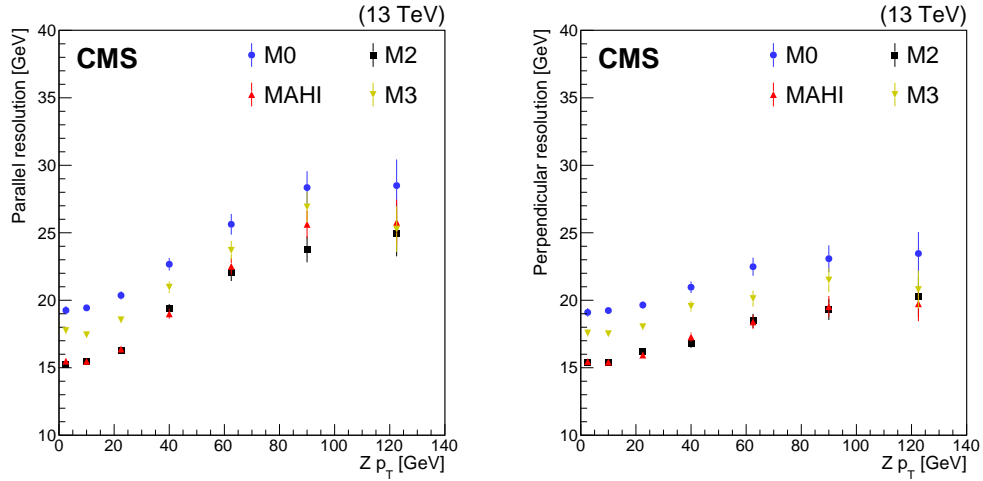 (13 TeV)
Parallel resolution [GeV]
40
35
30
25
20
15
10
CMS
M0
M2
MAHI
M3
0
20
40
60
80
100
120
140
Z p_T [GeV]
(13 TeV)
Perpendicular resolution [GeV]
40
35
30
25
20
15
10
CMS
M0
M2
MAHI
M3
0
20
40
60
80
100
120
140
Z p_T [GeV]